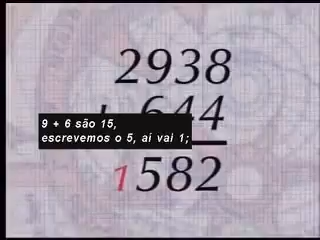 2938
+ 644
9 + 6 são 15,
escrevemos o 5, aí vai 1;
1582